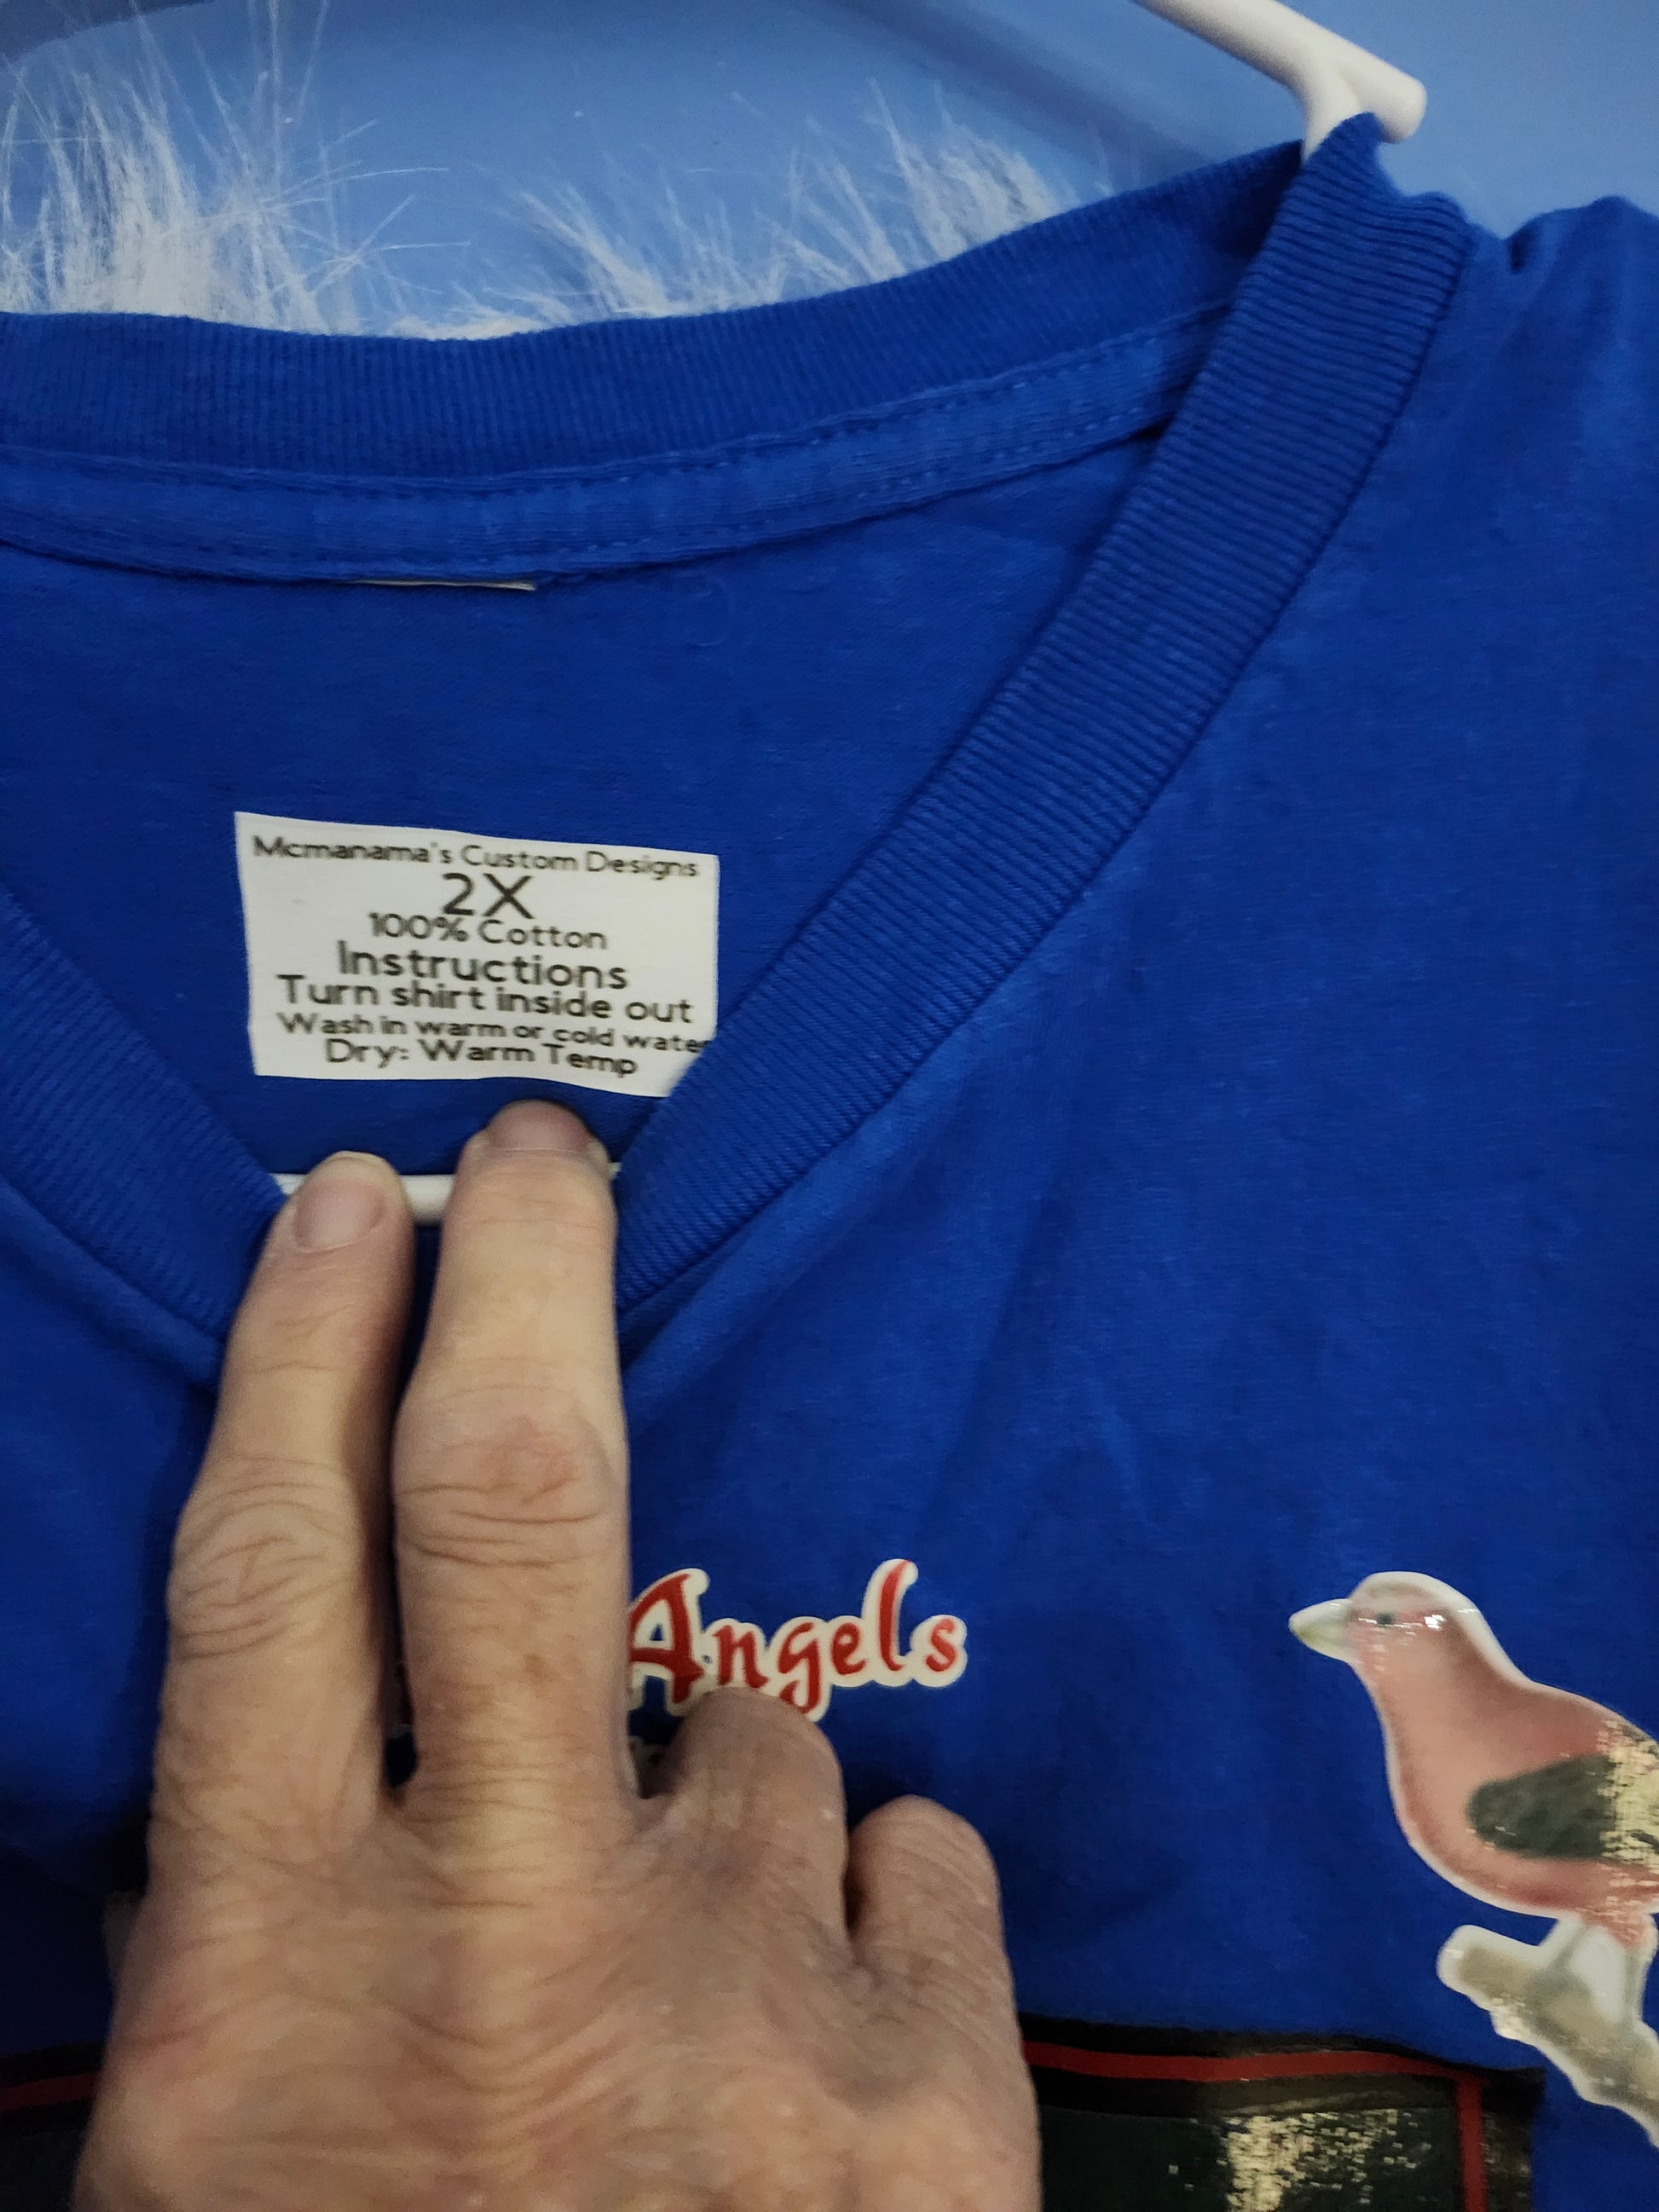 Mcmanama's Custom Designs
2X
100% Cotton
Instructions
Turn shirt inside out
Wash in warm or cold water
Dry: Warm Temp
Angels